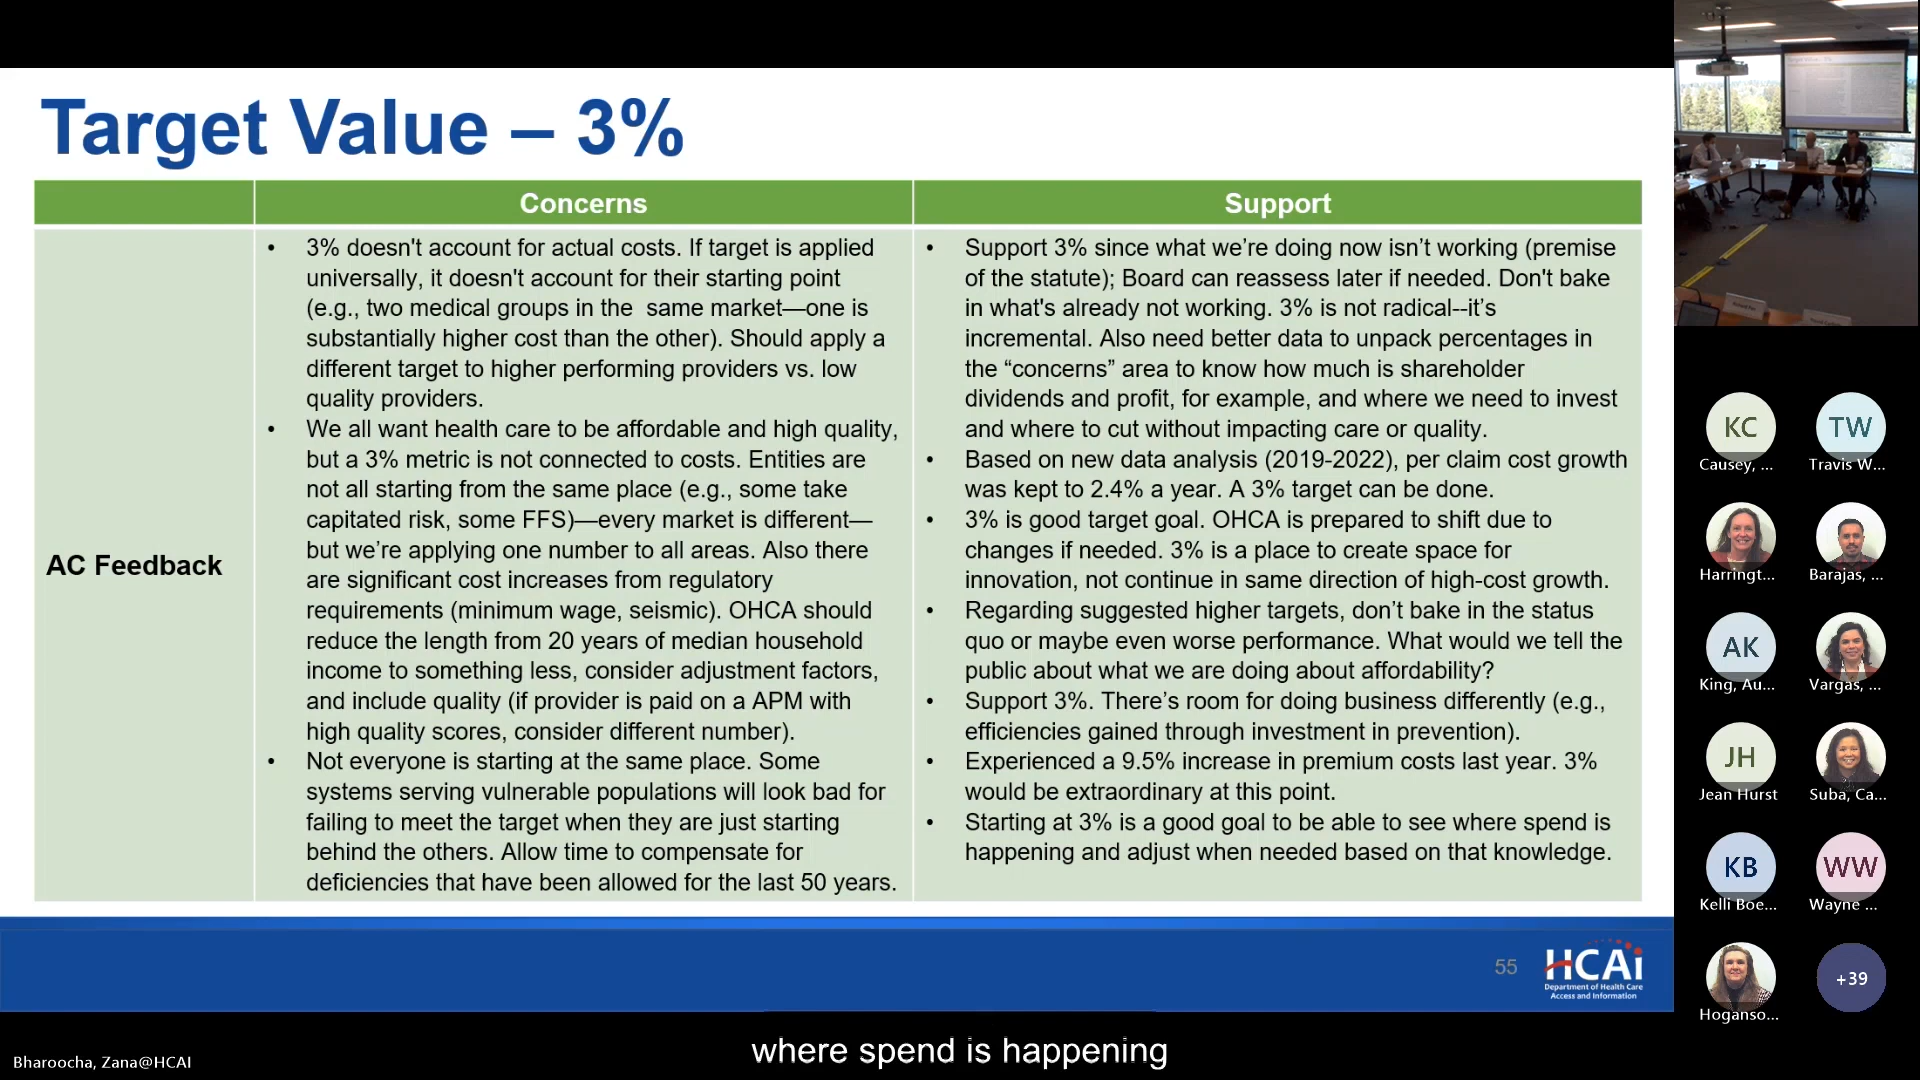 Target Value – 3%
Concerns
Support
AC Feedback
• 3% doesn't account for actual costs. If target is applied
universally, it doesn't account for their starting point
(e.g., two medical groups in the  same market—one is
substantially higher cost than the other). Should apply a
different target to higher performing providers vs. low
quality providers.
• We all want health care to be affordable and high quality,
but a 3% metric is not connected to costs. Entities are
not all starting from the same place (e.g., some take
capitated risk, some FFS)—every market is different—
but we’re applying one number to all areas. Also there
are significant cost increases from regulatory
requirements (minimum wage, seismic). OHCA should
reduce the length from 20 years of median household
income to something less, consider adjustment factors,
and include quality (if provider is paid on a APM with
high quality scores, consider different number).
• Not everyone is starting at the same place. Some
systems serving vulnerable populations will look bad for
failing to meet the target when they are just starting
behind the others. Allow time to compensate for
deficiencies that have been allowed for the last 50 years.
• Support 3% since what we’re doing now isn’t working (premise
of the statute); Board can reassess later if needed. Don't bake
in what's already not working. 3% is not radical--it’s
incremental. Also need better data to unpack percentages in
the “concerns” area to know how much is shareholder
dividends and profit, for example, and where we need to invest
and where to cut without impacting care or quality.
• Based on new data analysis (2019-2022), per claim cost growth
was kept to 2.4% a year. A 3% target can be done.
• 3% is good target goal. OHCA is prepared to shift due to
changes if needed. 3% is a place to create space for
innovation, not continue in same direction of high-cost growth.
• Regarding suggested higher targets, don’t bake in the status
quo or maybe even worse performance. What would we tell the
public about what we are doing about affordability?
• Support 3%. There’s room for doing business differently (e.g.,
efficiencies gained through investment in prevention).
• Experienced a 9.5% increase in premium costs last year. 3%
would be extraordinary at this point.
• Starting at 3% is a good goal to be able to see where spend is
happening and adjust when needed based on that knowledge.
55
HCAi
Department of Health Care
Access and Information
where spend is happening
Bharoocha, Zana@HCAI
KC
Causey, ...
TW
Travis W...
Harringt...
Barajas, ...
AK
King, Au...
Vargas, ...
JH
Jean Hurst
Suba, Ca...
KB
Kelli Boe...
WW
Wayne ...
Hoganso...
+39